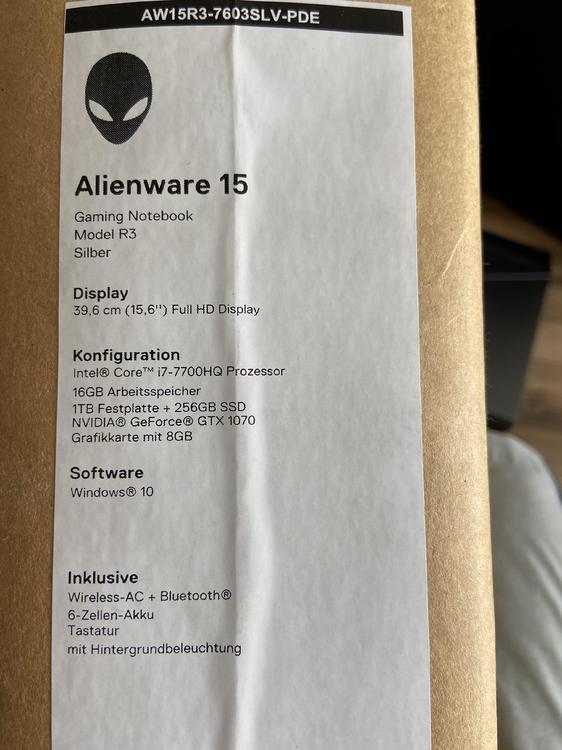 AW15R3-7603SLV-PDE
Alienware 15
Gaming Notebook
Model R3
Silber
Display
39,6 cm (15,6'') Full HD Display
Konfiguration
Intel® Core™ i7-7700HQ Prozessor
16GB Arbeitsspeicher
1TB Festplatte + 256GB SSD
NVIDIA® GeForce® GTX 1070
Grafikkarte mit 8GB
Software
Windows® 10
Inklusive
Wireless-AC + Bluetooth®
6-Zellen-Akku
Tastatur
mit Hintergrundbeleuchtung